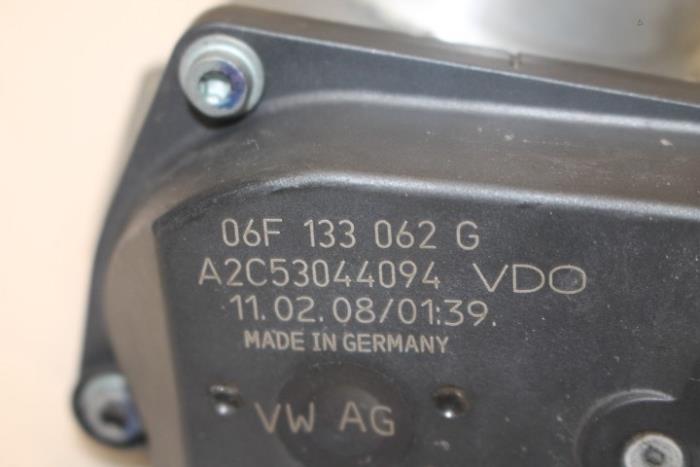 06F 133 062 G
A2C53044094 VDO
11.02.08/01:39.
MADE IN GERMANY
VW AG